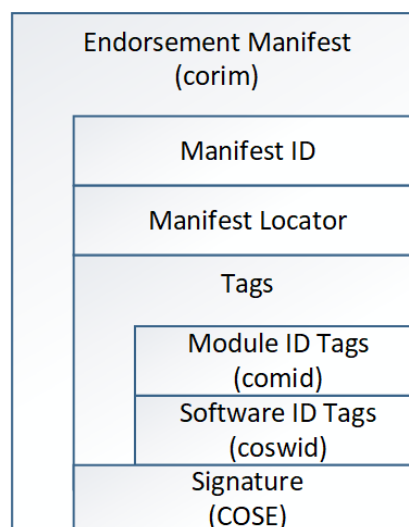 Endorsement Manifest
(corim)
Manifest ID
Manifest Locator
Tags
Module ID Tags
(comid)
Software ID Tags
(coswid)
Signature
(COSE)